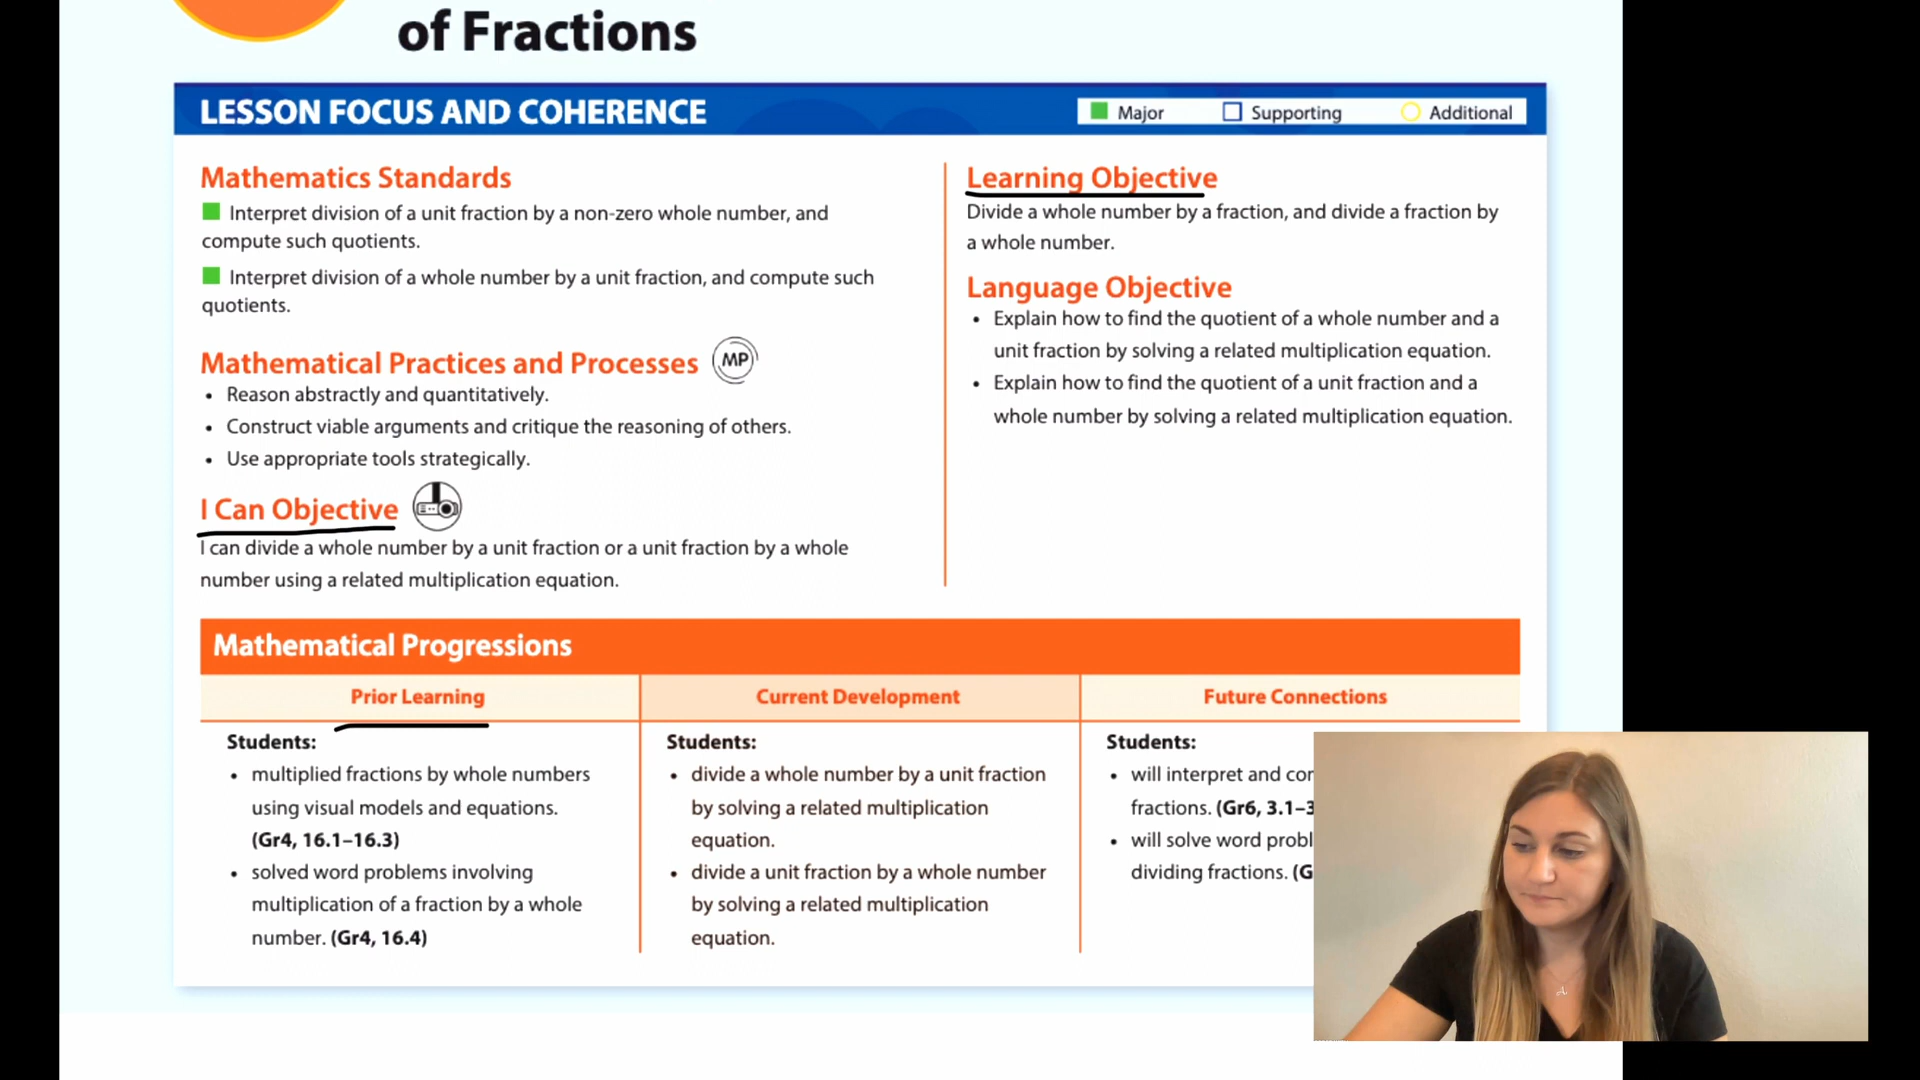 of Fractions
LESSON FOCUS AND COHERENCE
Major
Supporting
Additional
Mathematics Standards
Interpret division of a unit fraction by a non-zero whole number, and
compute such quotients.
Interpret division of a whole number by a unit fraction, and compute such
quotients.
Mathematical Practices and Processes
MP
• Reason abstractly and quantitatively.
• Construct viable arguments and critique the reasoning of others.
• Use appropriate tools strategically.
I Can Objective
I can divide a whole number by a unit fraction or a unit fraction by a whole
number using a related multiplication equation.
Learning Objective
Divide a whole number by a fraction, and divide a fraction by
a whole number.
Language Objective
• Explain how to find the quotient of a whole number and a
unit fraction by solving a related multiplication equation.
• Explain how to find the quotient of a unit fraction and a
whole number by solving a related multiplication equation.
Mathematical Progressions
Prior Learning
Students:
• multiplied fractions by whole numbers
using visual models and equations.
(Gr4, 16.1–16.3)
• solved word problems involving
multiplication of a fraction by a whole
number. (Gr4, 16.4)
Current Development
Students:
• divide a whole number by a unit fraction
by solving a related multiplication
equation.
• divide a unit fraction by a whole number
by solving a related multiplication
equation.
Future Connections
Students:
• will interpret and
fractions. (Gr6, 3.1–3
• will solve word
dividing fractions. (G